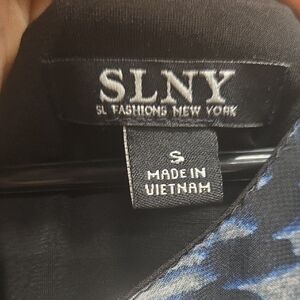 SLNY
SL FASHIONS NEW YORK
S
MADE IN
VIETNAM